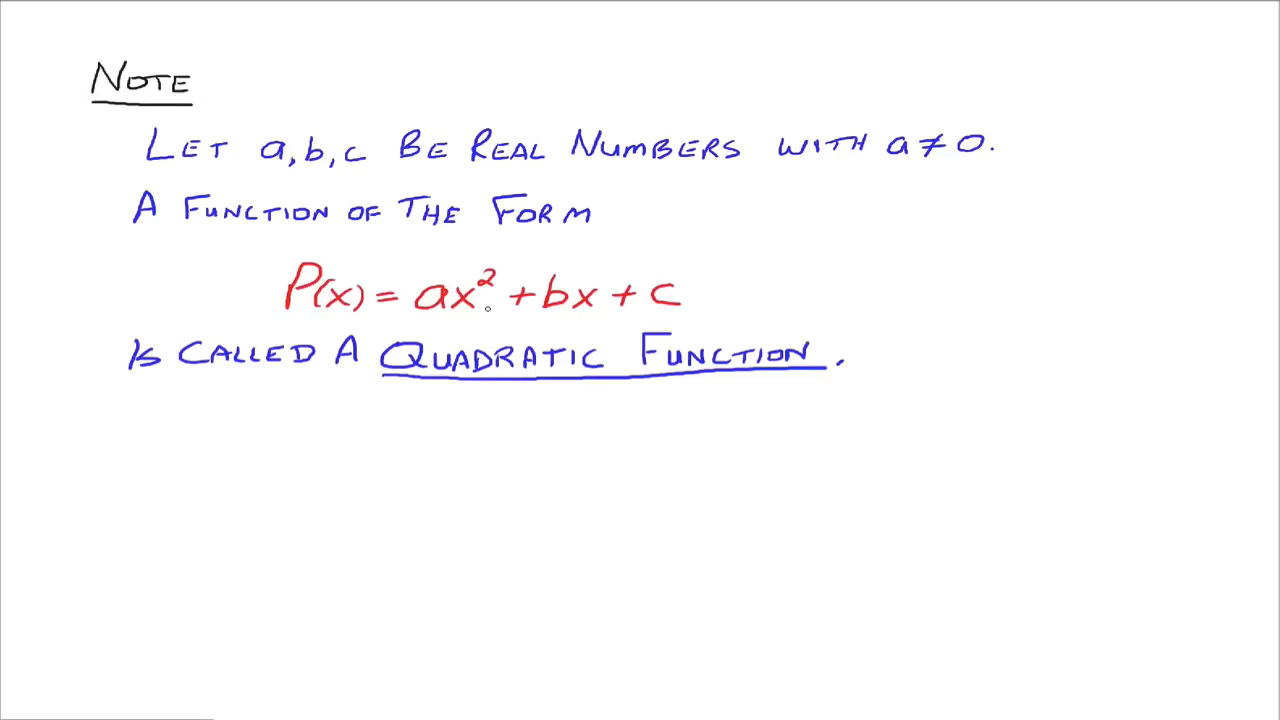 NOTE
LET a, b, c BE REAL NUMBERS WITH a ≠ 0.
A FUNCTION OF THE FORM
P(x) = ax² + bx + c
IS CALLED A QUADRATIC FUNCTION.